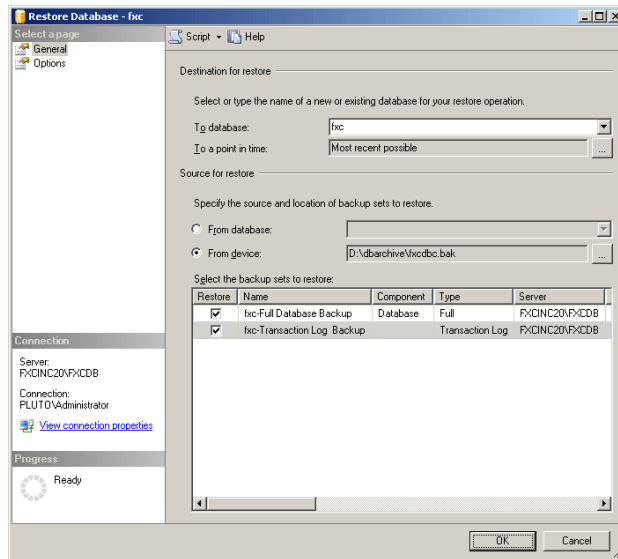 Restore Database - fxc
Select a page
General
Options
Script
Help
Destination for restore
Select or type the name of a new or existing database for your restore operation.
To database:
fxc
To a point in time:
Most recent possible
...
Source for restore
Specify the source and location of backup sets to restore.
From database:
From device:
D:\dbarchive\fxcdbc.bak
...
Select the backup sets to restore:
Restore Name Component Type Server
fxc-Full Database Backup Database Full FXCINC20\FXCDB
fxc-Transaction Log Backup Transaction Log FXCINC20\FXCDB
Connection
Server:
FXCINC20\FXCDB
Connection:
PLUTO\Administrator
View connection properties
Progress
Ready
OK
Cancel